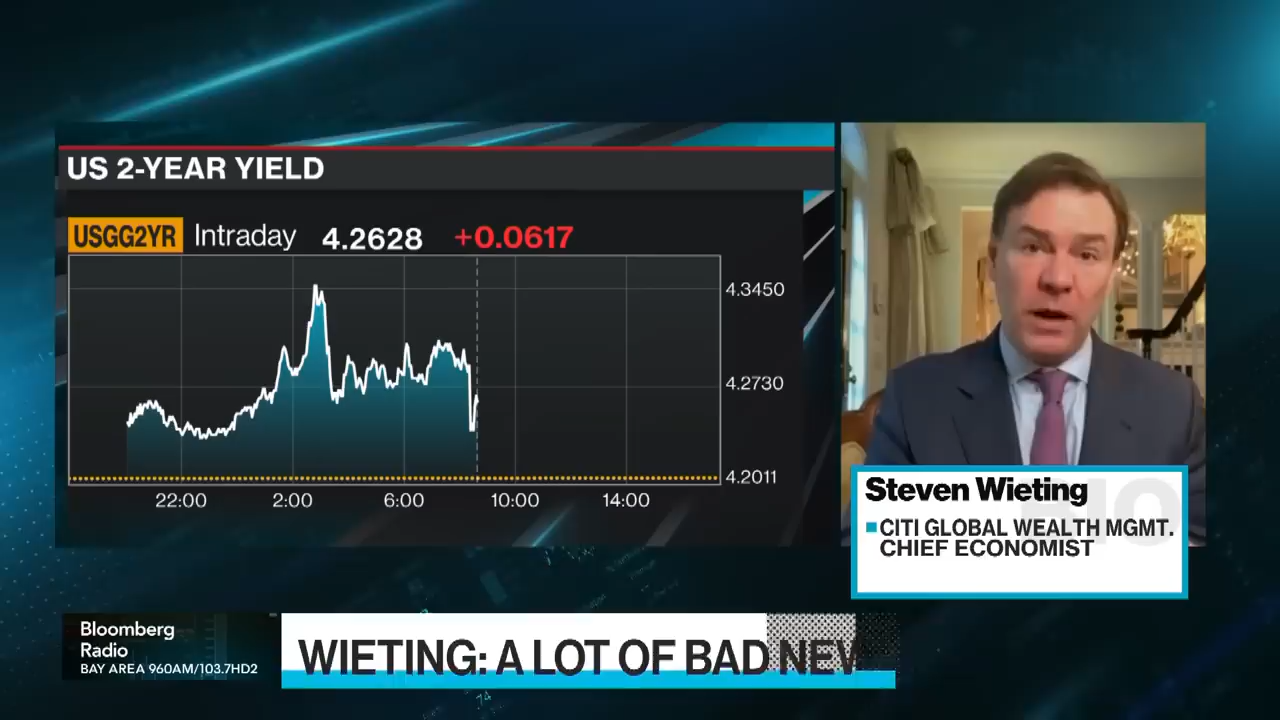 US 2-YEAR YIELD
USGG2YR Intraday 4.2628 +0.0617
4.3450
4.2730
4.2011
22:00 2:00 6:00 10:00 14:00
Steven Wieting
CITI GLOBAL WEALTH MGMT.
CHIEF ECONOMIST
Bloomberg
Radio
BAY AREA 960AM/103.7HD2
WIETING: A LOT OF BAD NEW